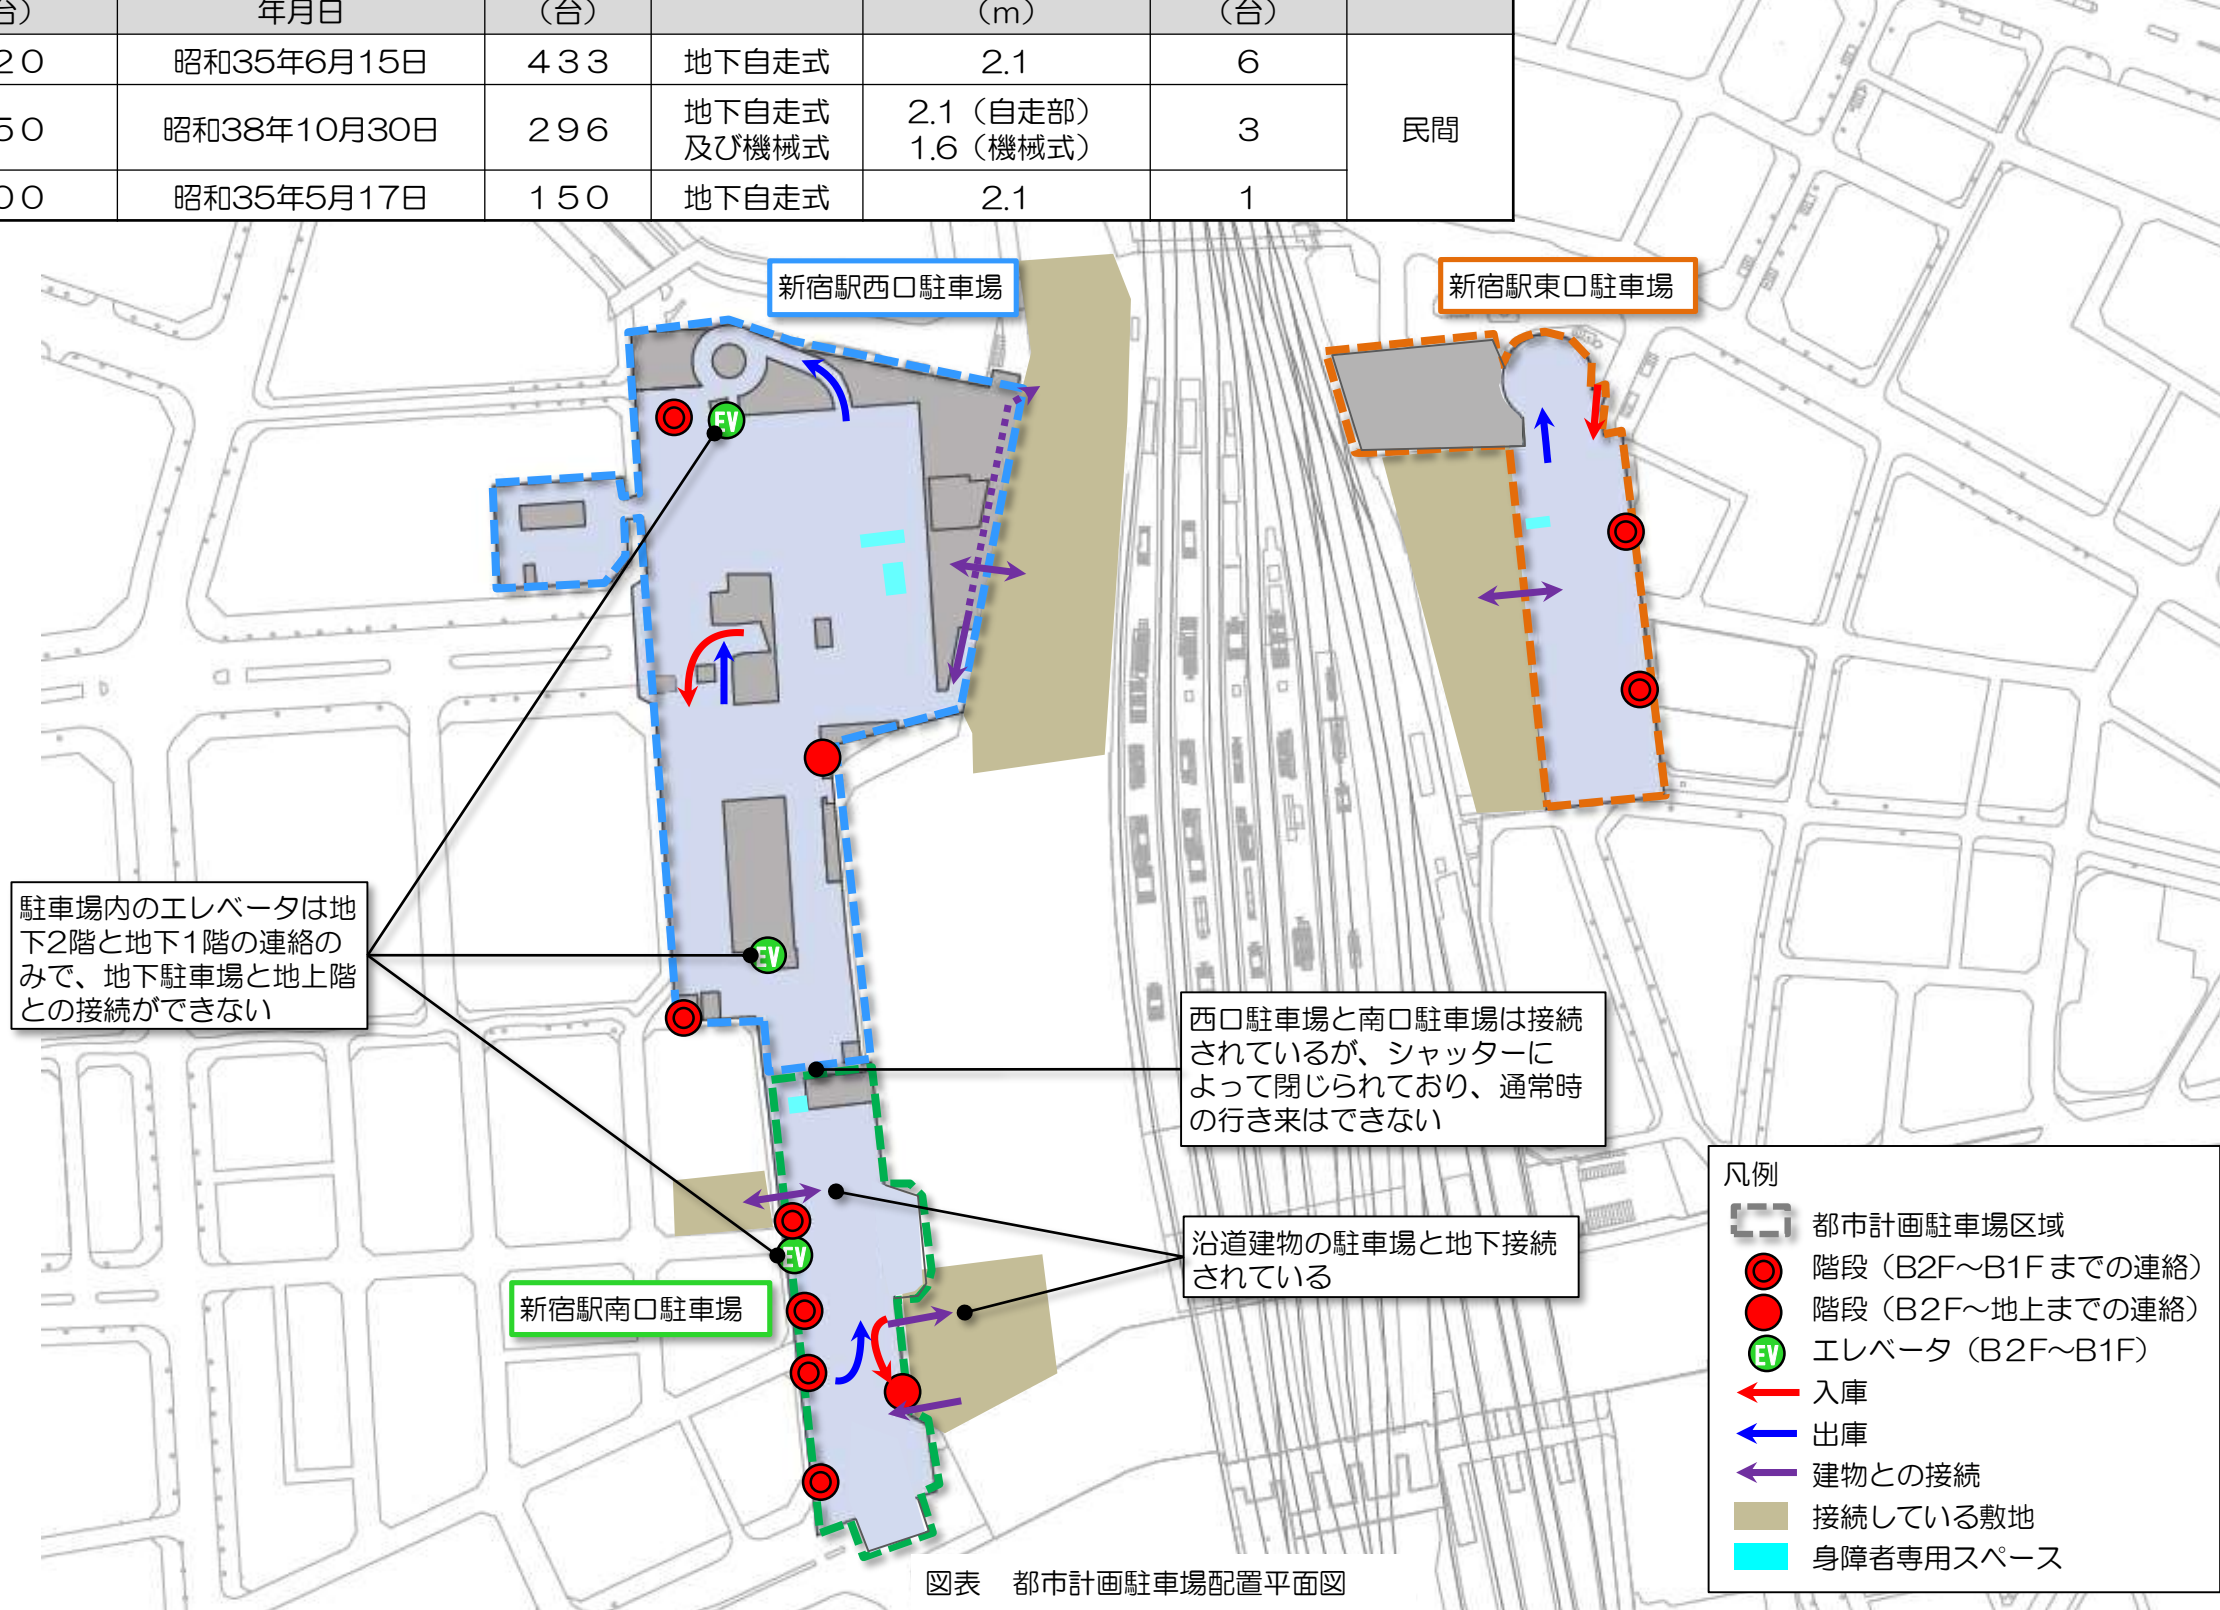 台）
年月日
（台）
（m）
（台）
20
昭和35年6月15日
433
地下自走式
2.1
6
50
昭和38年10月30日
296
地下自走式
及び機械式
2.1（自走部）
1.6（機械式）
3
民間
00
昭和35年5月17日
150
地下自走式
2.1
1
新宿駅西口駐車場
新宿駅東口駐車場
EV
駐車場内のエレベータは地
下2階と地下1階の連絡の
みで、地下駐車場と地上階
との接続ができない
EV
西口駐車場と南口駐車場は接続
されているが、シャッターに
よって閉じられており、通常時
の行き来はできない
EV
沿道建物の駐車場と地下接続
されている
新宿駅南口駐車場
凡例
都市計画駐車場区域
階段（B2F～B1Fまでの連絡）
階段（B2F～地上までの連絡）
EV エレベータ（B2F～B1F）
入庫
出庫
建物との接続
接続している敷地
身障者専用スペース
図表　都市計画駐車場配置平面図